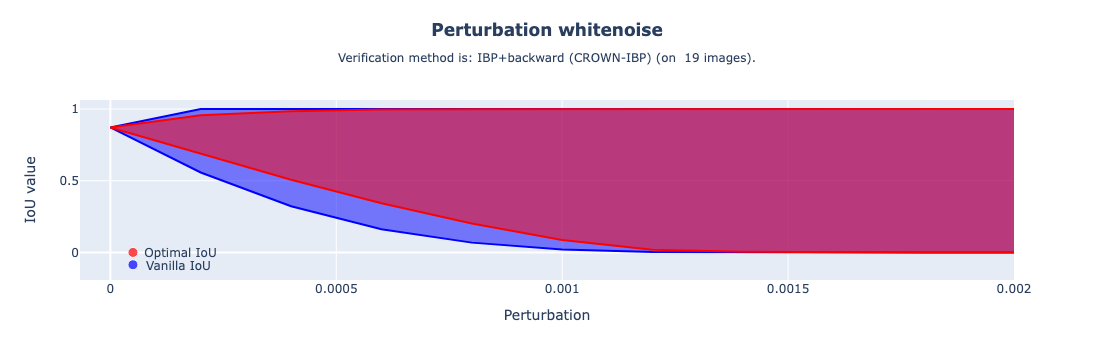 Perturbation whitenoise
Verification method is: IBP+backward (CROWN-IBP) (on  19 images).
1
0.5
0
IoU value
Optimal IoU
Vanilla IoU
0
0.0005
0.001
0.0015
0.002
Perturbation